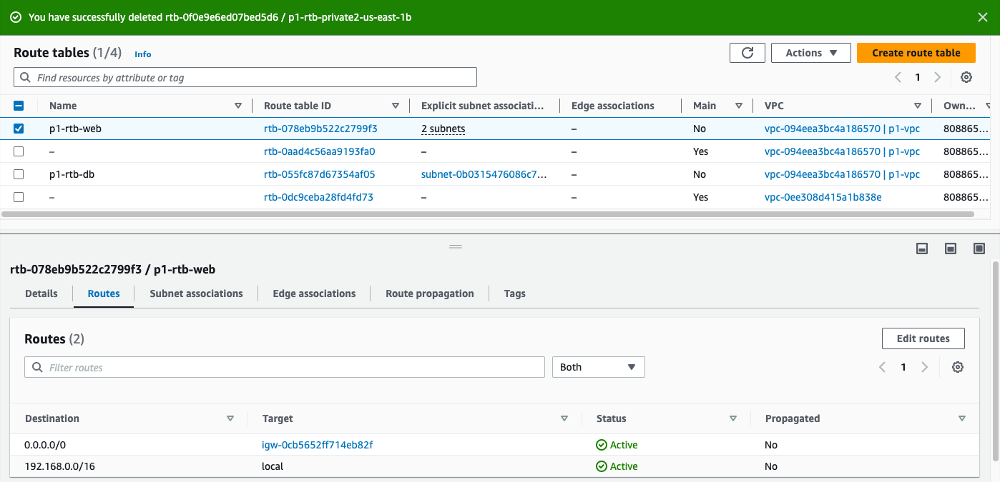 You have successfully deleted rtb-0f0e9e6ed07bed5d6 / p1-rtb-private2-us-east-1b
Route tables (1/4) Info
Actions
Create route table
Find resources by attribute or tag
1
Name Route table ID Explicit subnet associati... Edge associations Main VPC Own...
p1-rtb-web rtb-078eb9b522c2799f3 2 subnets – No vpc-094eea3bc4a186570 | p1-vpc 808865...
– rtb-0aad4c56aa9193fa0 – – Yes vpc-094eea3bc4a186570 | p1-vpc 808865...
p1-rtb-db rtb-055fc87d67354af05 subnet-0b0315476086c7... – No vpc-094eea3bc4a186570 | p1-vpc 808865...
– rtb-0dc9ceba28fd4fd73 – – Yes vpc-0ee308d415a1b838e 808865...
rtb-078eb9b522c2799f3 / p1-rtb-web
Details Routes Subnet associations Edge associations Route propagation Tags
Routes (2)
Edit routes
Filter routes
Both
1
Destination Target Status Propagated
0.0.0.0/0 igw-0cb5652ff714eb82f Active No
192.168.0.0/16 local Active No